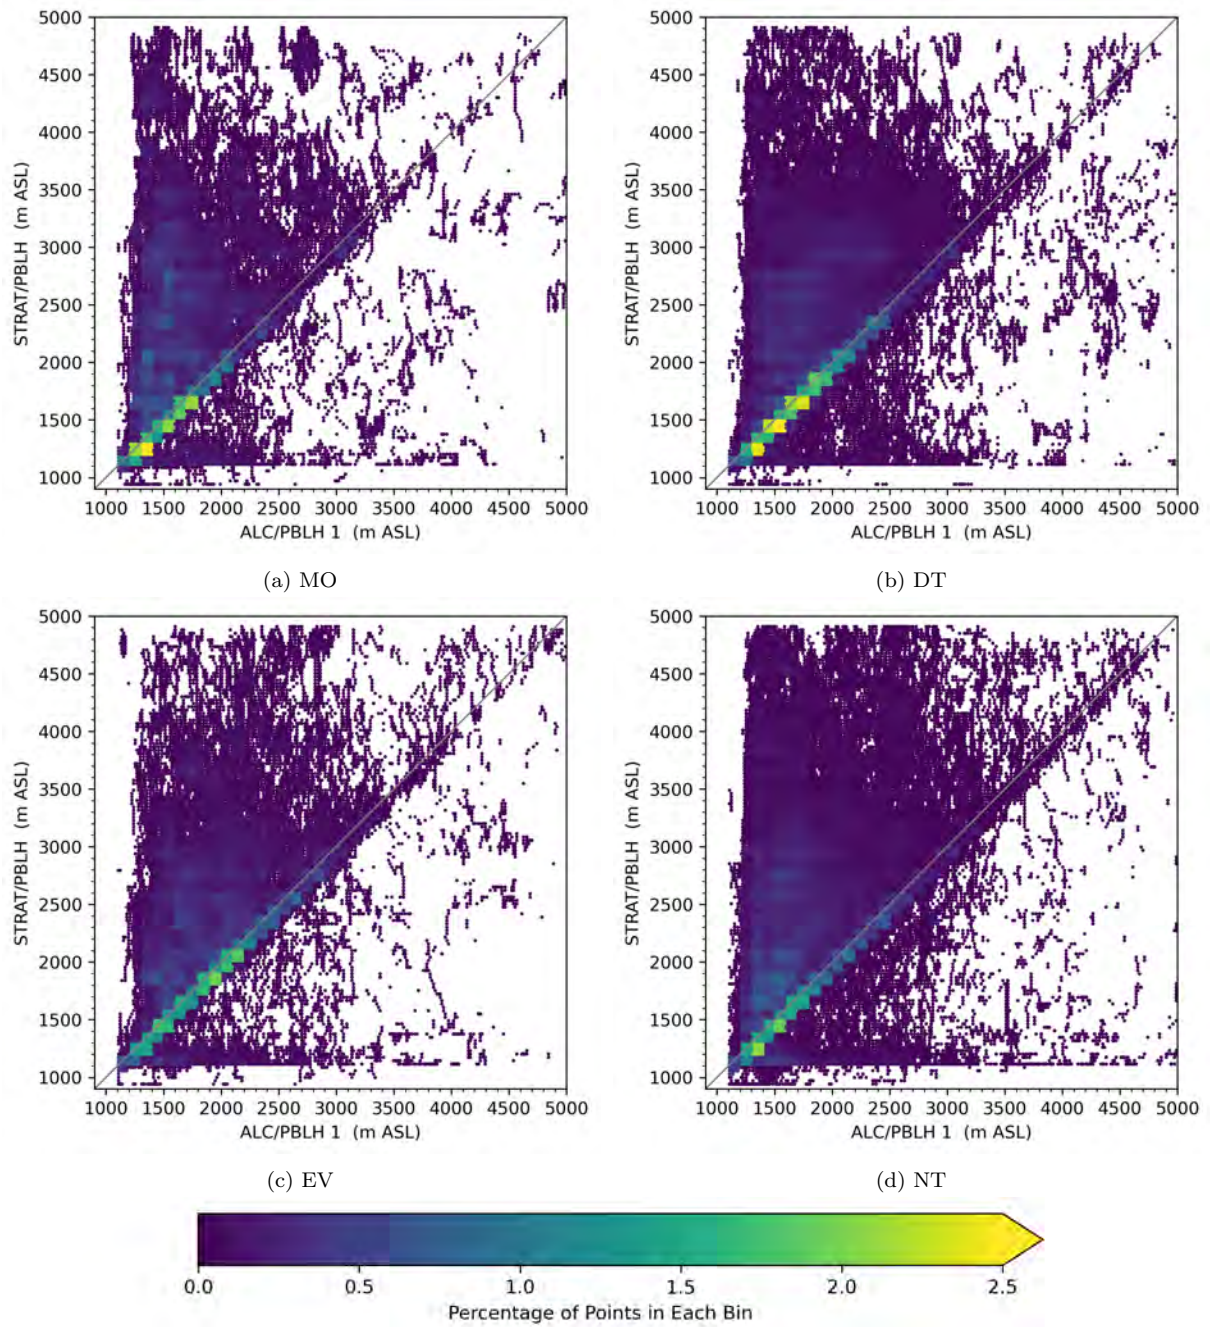 5000
4500
4000
3500
3000
2500
2000
1500
1000
STRAT/PBLH (m ASL)
1000 1500 2000 2500 3000 3500 4000 4500 5000
ALC/PBLH 1 (m ASL)
(a) MO
5000
4500
4000
3500
3000
2500
2000
1500
1000
STRAT/PBLH (m ASL)
1000 1500 2000 2500 3000 3500 4000 4500 5000
ALC/PBLH 1 (m ASL)
(b) DT
5000
4500
4000
3500
3000
2500
2000
1500
1000
STRAT/PBLH (m ASL)
1000 1500 2000 2500 3000 3500 4000 4500 5000
ALC/PBLH 1 (m ASL)
(c) EV
5000
4500
4000
3500
3000
2500
2000
1500
1000
STRAT/PBLH (m ASL)
1000 1500 2000 2500 3000 3500 4000 4500 5000
ALC/PBLH 1 (m ASL)
(d) NT
0.0 0.5 1.0 1.5 2.0 2.5
Percentage of Points in Each Bin